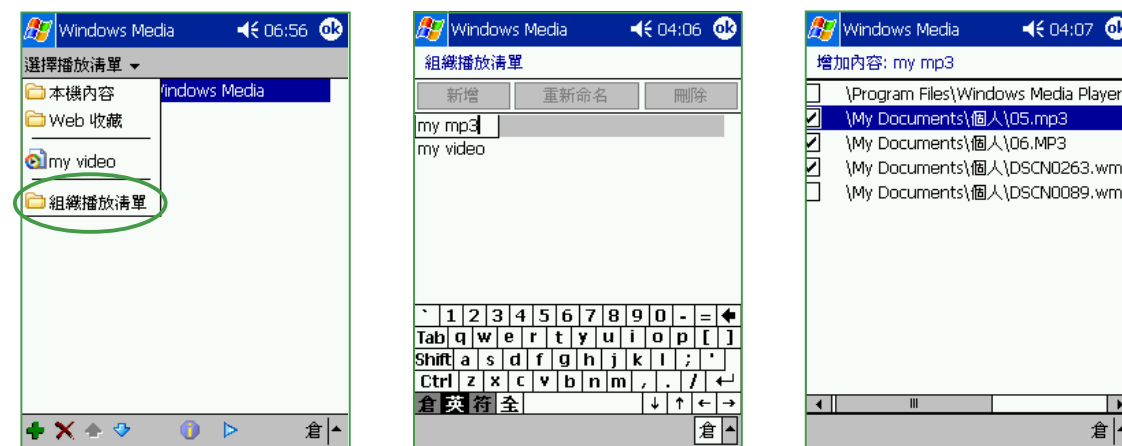 Windows Media 06:56 ok
選擇播放清單
本機內容
Windows Media
Web 收藏
my video
組織播放清單
倉
Windows Media 04:06 ok
組織播放清單
新增 重新命名 刪除
my mp3
my video
` 1 2 3 4 5 6 7 8 9 0 - =
Tab q w e r t y u i o p [ ]
Shift a s d f g h j k l ; '
Ctrl z x c v b n m , . /
倉 英 符 全 ↓ ↑ ← →
倉
Windows Media 04:07 ok
增加內容: my mp3
\Program Files\Windows Media Player
\My Documents\個人\05.mp3
\My Documents\個人\06.MP3
\My Documents\個人\DSCN0263.wm
\My Documents\個人\DSCN0089.wm
倉